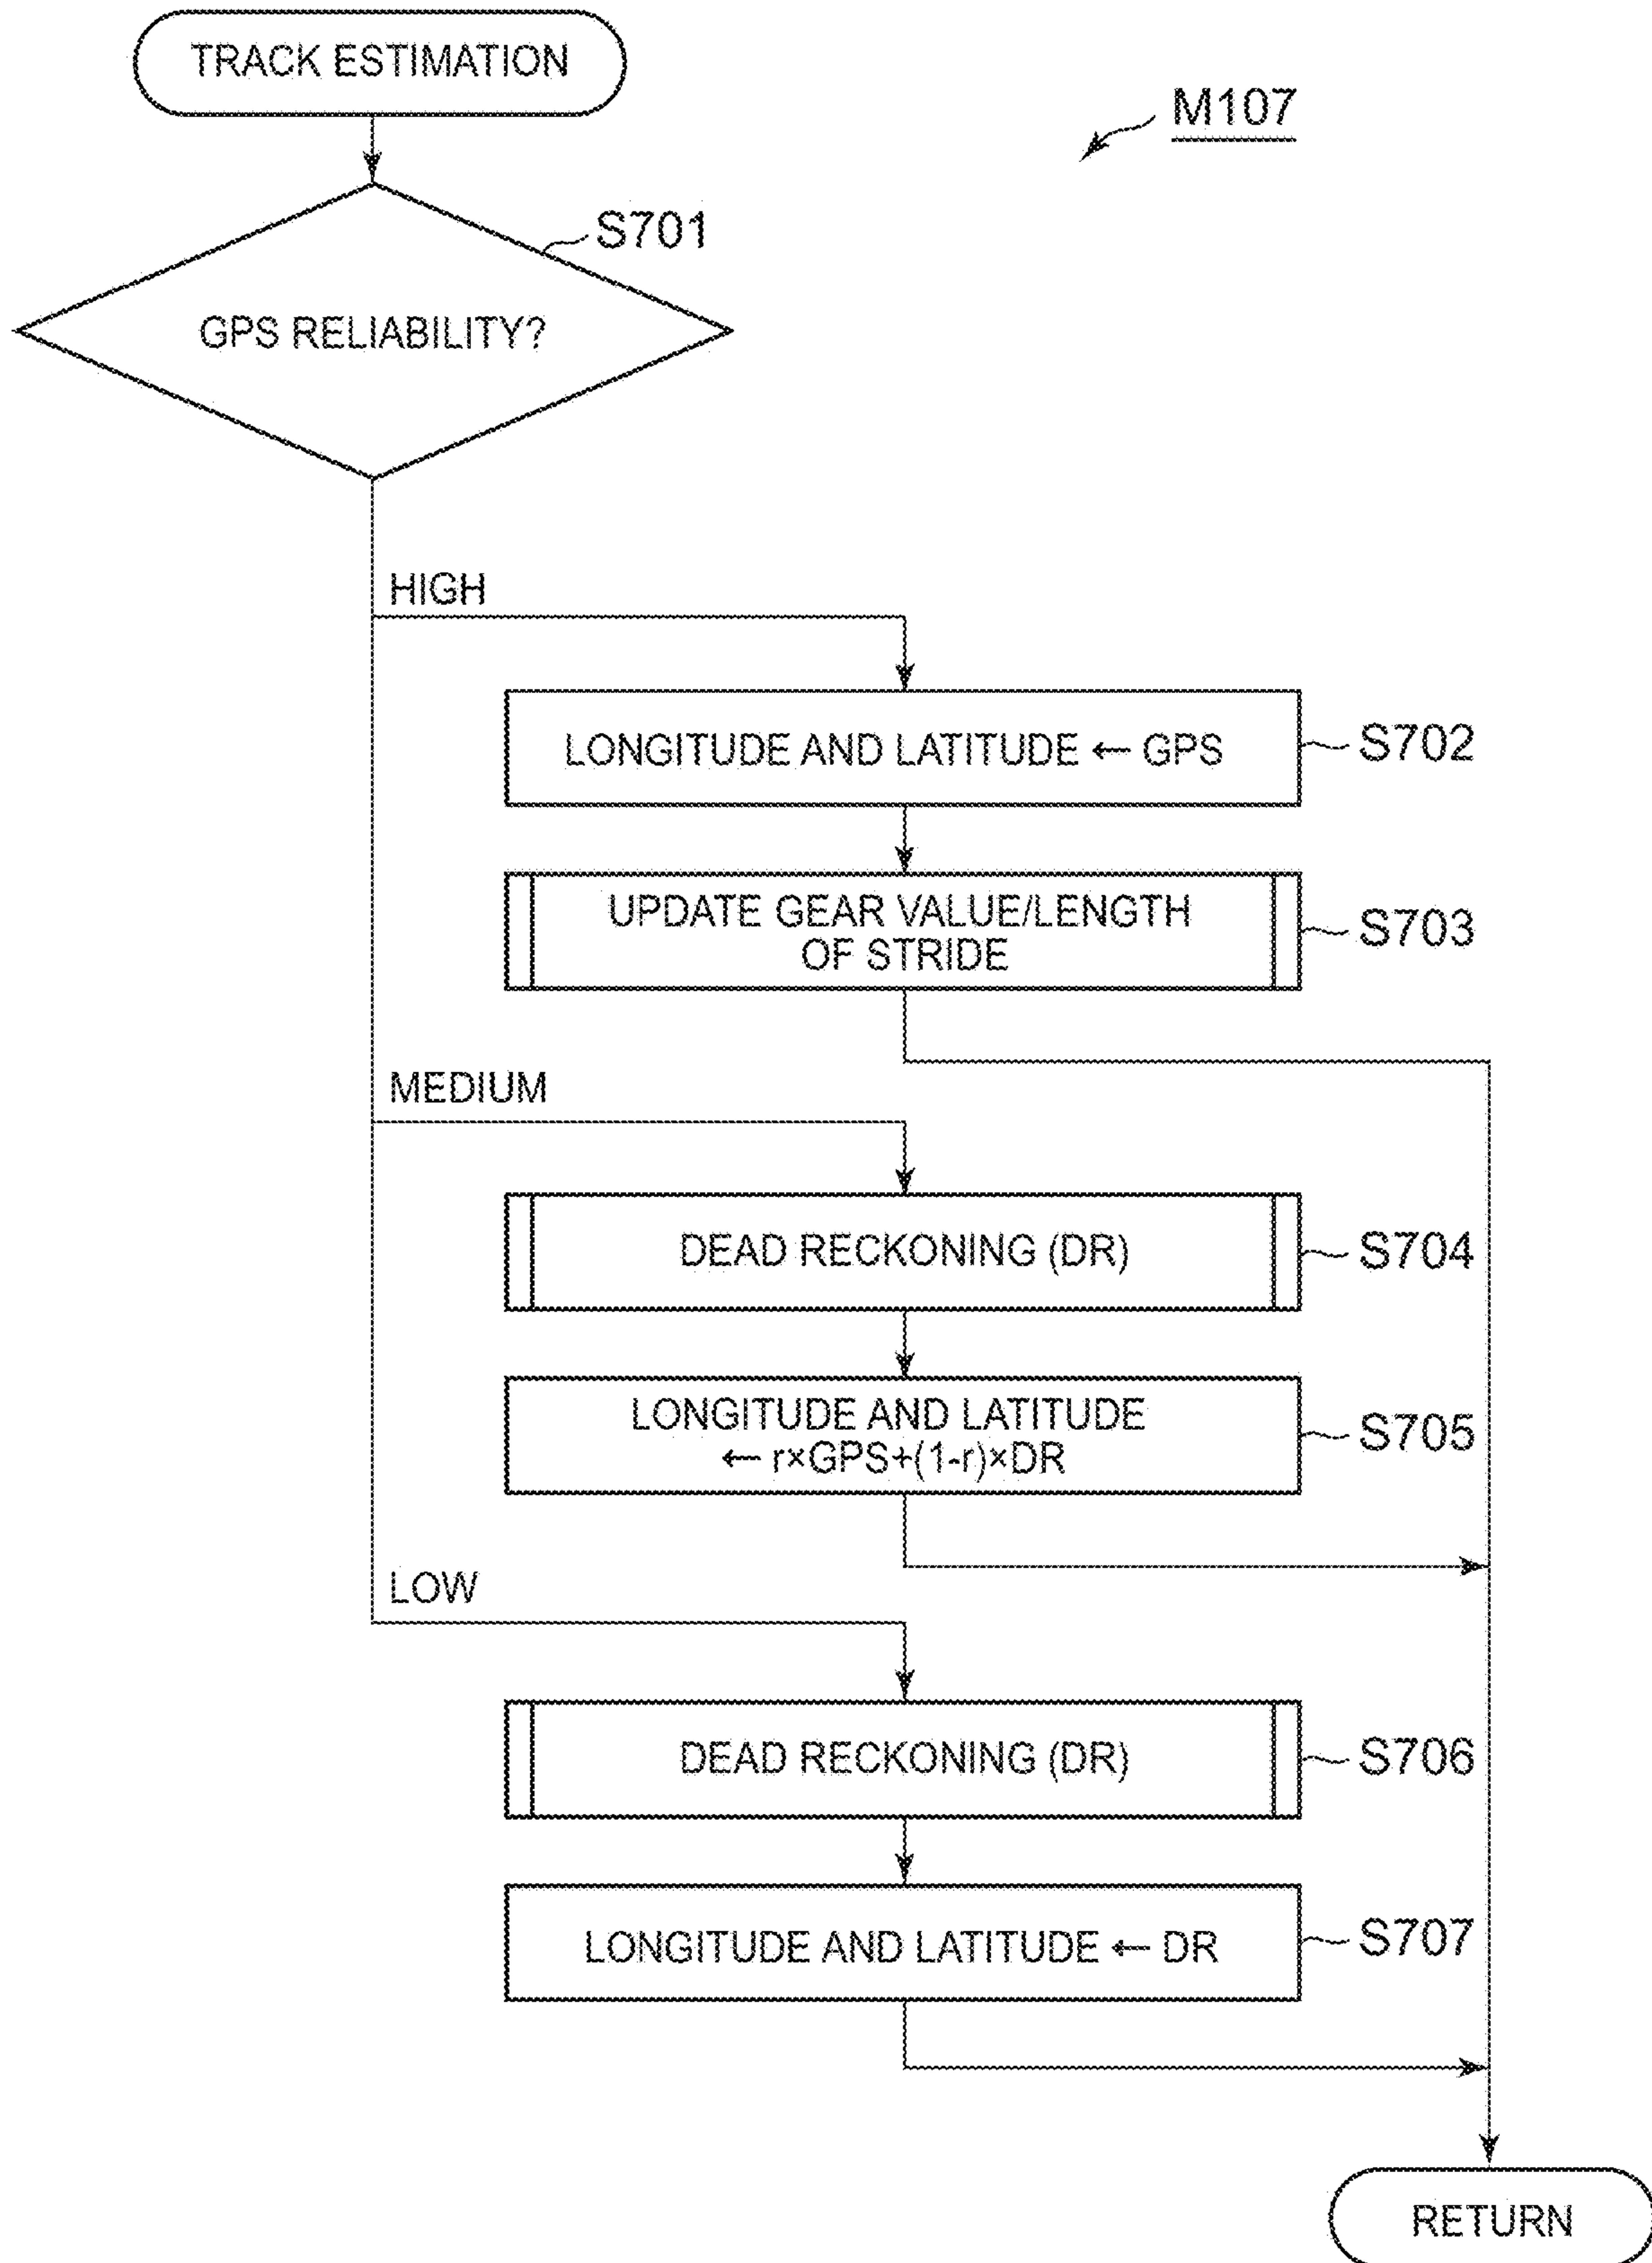 TRACK ESTIMATION
M107
S701
GPS RELIABILITY?
HIGH
LONGITUDE AND LATITUDE ← GPS
S702
UPDATE GEAR VALUE/LENGTH
OF STRIDE
S703
MEDIUM
DEAD RECKONING (DR)
S704
LONGITUDE AND LATITUDE
← r×GPS+(1-r)×DR
S705
LOW
DEAD RECKONING (DR)
S706
LONGITUDE AND LATITUDE ← DR
S707
RETURN